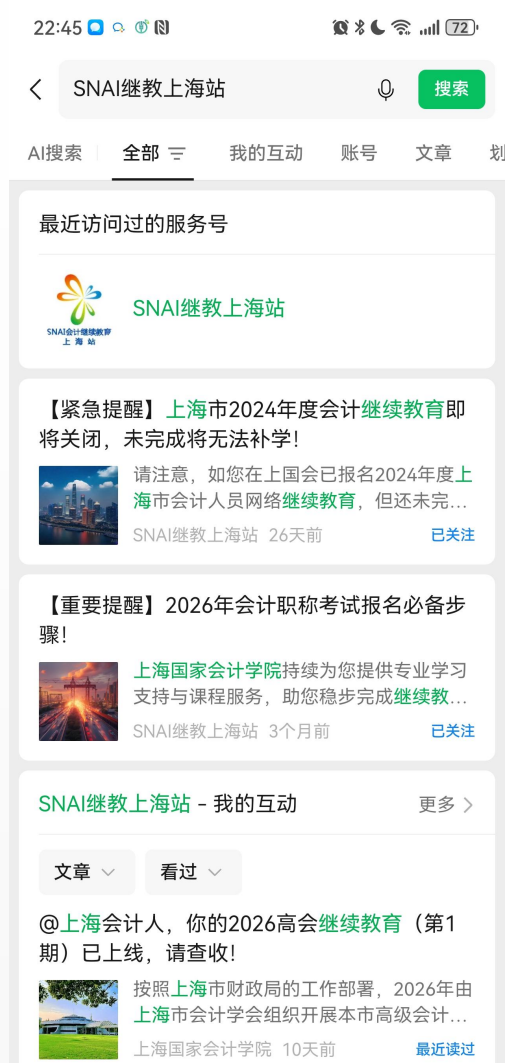 22:45
72
SNAI继教上海站
搜索
AI搜索
全部
我的互动
账号
文章
划
最近访问过的服务号
SNAI会计继续教育
上 海 站
SNAI继教上海站
【紧急提醒】上海市2024年度会计继续教育即
将关闭，未完成将无法补学！
请注意，如您在上国会已报名2024年度上
海市会计人员网络继续教育，但还未完...
SNAI继教上海站 26天前
已关注
【重要提醒】2026年会计职称考试报名必备步
骤！
上海国家会计学院持续为您提供专业学习
支持与课程服务，助您稳步完成继续教...
SNAI继教上海站 3个月前
已关注
SNAI继教上海站 - 我的互动
更多
文章
看过
@上海会计人，你的2026高会继续教育（第1
期）已上线，请查收！
按照上海市财政局的工作部署，2026年由
上海市会计学会组织开展本市高级会计...
上海国家会计学院 10天前
最近读过